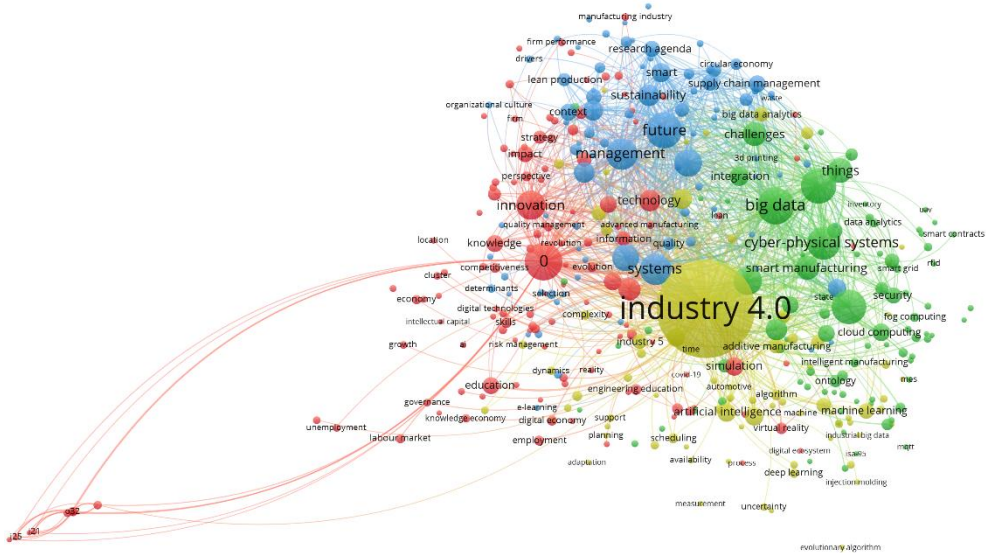 manufacturing industry
firm performance
research agenda
drivers
circular economy
smart
lean production
supply chain management
sustainability
waste
organizational culture
context
big data analytics
firm
future
challenges
strategy
impact
management
3d printing
perspective
integration
things
technology
innovation
big data
inventory
lean
uav
quality management
advanced manufacturing
data analytics
smart contracts
location
knowledge
revolution
information
quality
cyber-physical systems
0
rfid
cluster
competitiveness
evolution
systems
smart manufacturing
smart grid
determinants
selection
economy
state
security
digital technologies
industry 4.0
complexity
fog computing
intellectual capital
skills
cloud computing
growth
ai
risk management
industry 5
time
additive manufacturing
intelligent manufacturing
dynamics
reality
simulation
covid-19
mes
education
engineering education
automotive
algorithm
ontology
governance
e-learning
artificial intelligence
machine
machine learning
knowledge economy
digital economy
support
unemployment
virtual reality
labour market
employment
planning
scheduling
industrial big data
digital ecosystem
adaptation
availability
process
deep learning
injection molding
measurement
uncertainty
j25
j21
evolutionary algorithm